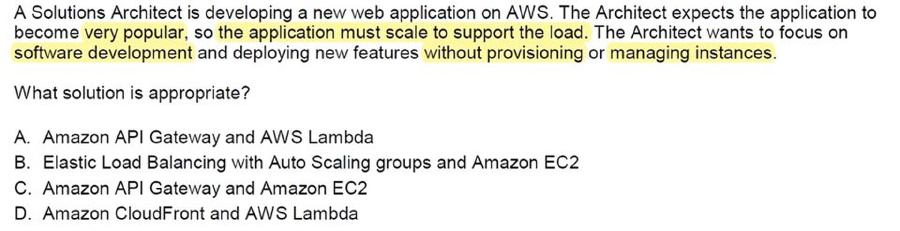 A Solutions Architect is developing a new web application on AWS. The Architect expects the application to
become very popular, so the application must scale to support the load. The Architect wants to focus on
software development and deploying new features without provisioning or managing instances.
What solution is appropriate?
A. Amazon API Gateway and AWS Lambda
B. Elastic Load Balancing with Auto Scaling groups and Amazon EC2
C. Amazon API Gateway and Amazon EC2
D. Amazon CloudFront and AWS Lambda